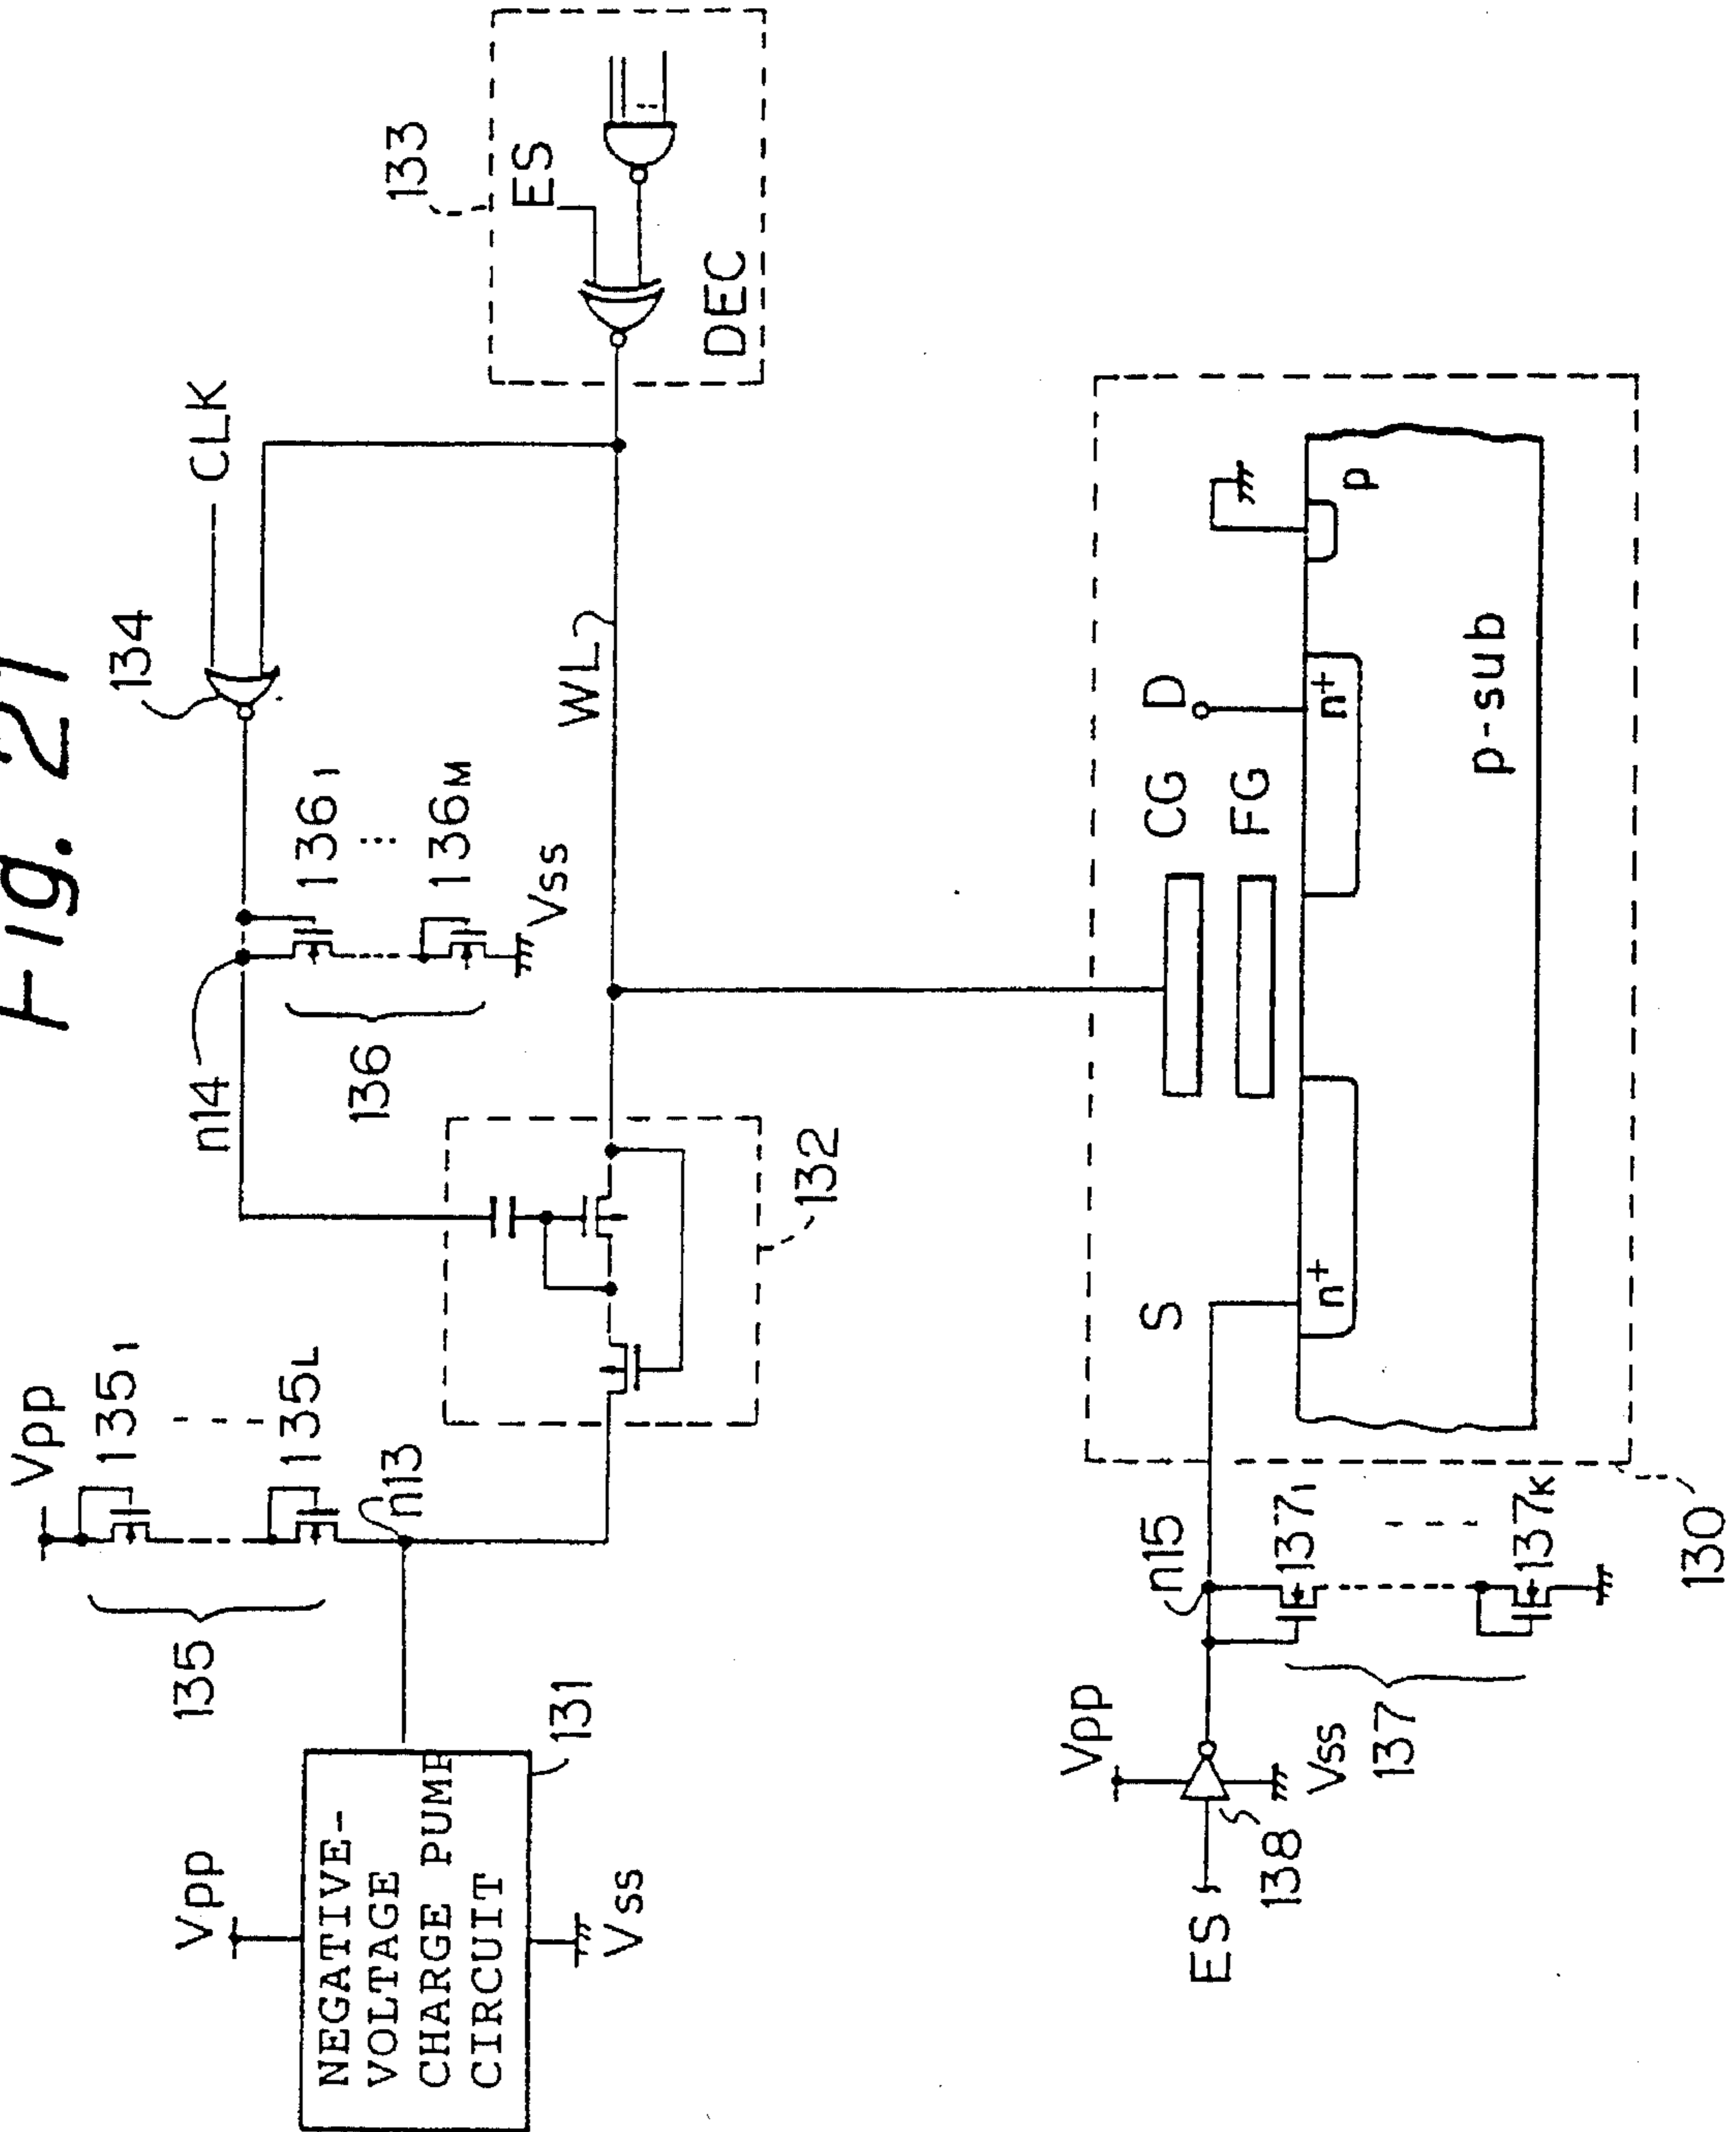 Fig. 21
Vpp
NEGATIVE-
VOLTAGE
CHARGE PUMP
CIRCUIT
Vss
131
Vpp
135
135₁
135L
n13
132
n14
136
136₁
136M
Vss
134
CLK
WL
133
ES
DEC
ES
138
Vpp
Vss
n15
137
137₁
137K
130
S
CG
FG
D
n+
n+
p
p-sub